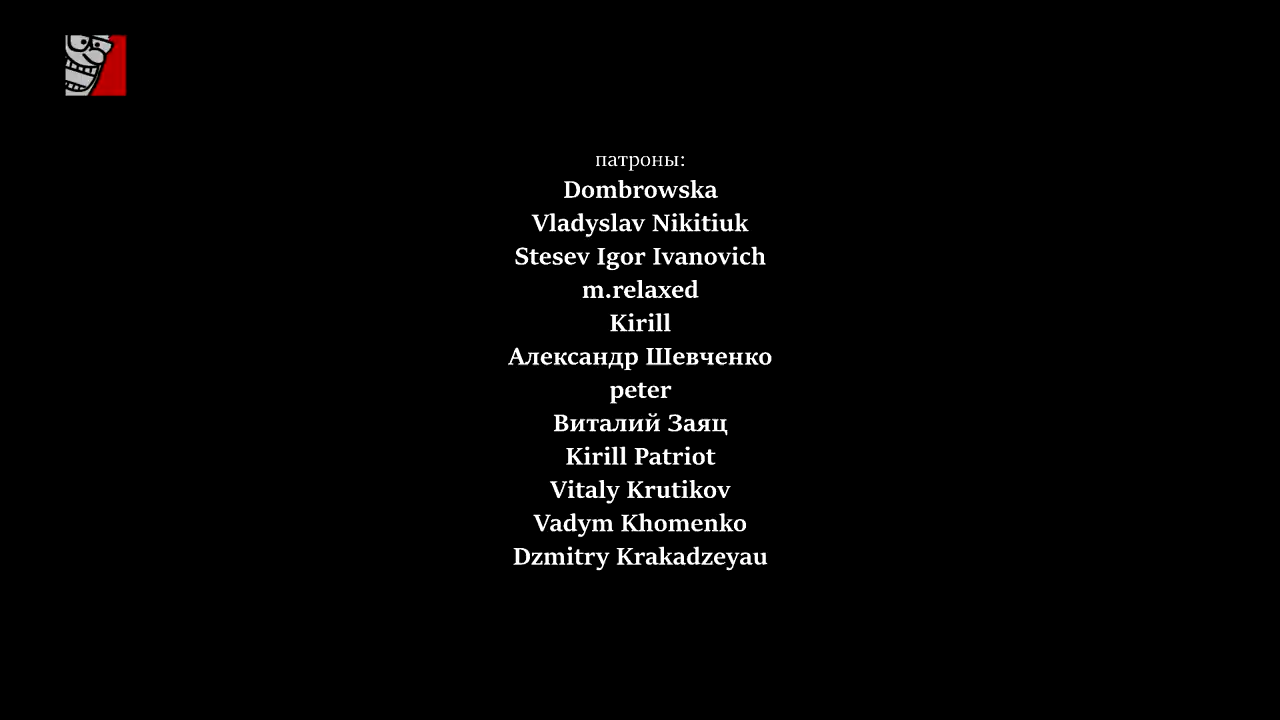 патроны:
Dombrowska
Vladyslav Nikitiuk
Stesev Igor Ivanovich
m.relaxed
Kirill
Александр Шевченко
peter
Виталий Заяц
Kirill Patriot
Vitaly Krutikov
Vadym Khomenko
Dzmitry Krakadzeyau